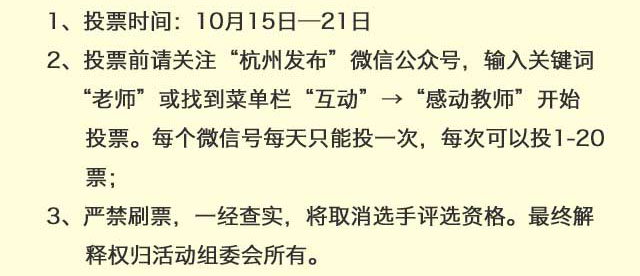 1、投票时间：10月15日—21日
2、投票前请关注“杭州发布”微信公众号，输入关键词
“老师”或找到菜单栏“互动”→“感动教师”开始
投票。每个微信号每天只能投一次，每次可以投1-20
票；
3、严禁刷票，一经查实，将取消选手评选资格。最终解
释权归活动组委会所有。